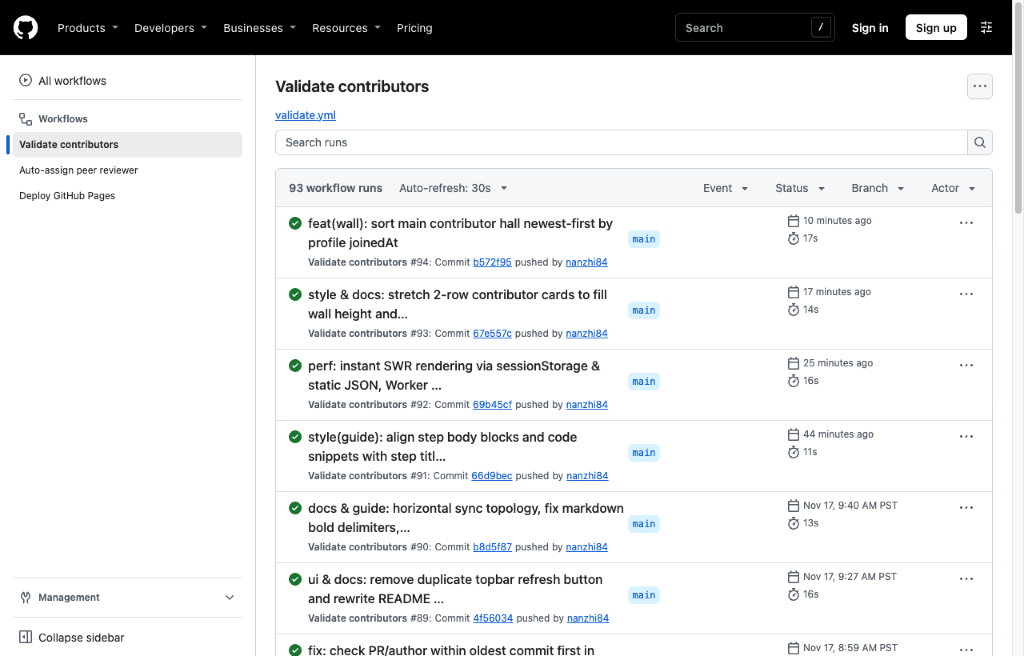 Products Developers Businesses Resources Pricing Search / Sign in Sign up
All workflows
Workflows
Validate contributors
Auto-assign peer reviewer
Deploy GitHub Pages
Management
Collapse sidebar
Validate contributors
validate.yml
Search runs
93 workflow runs Auto-refresh: 30s Event Status Branch Actor
feat(wall): sort main contributor hall newest-first by
profile joinedAt
Validate contributors #94: Commit b572f95 pushed by nanzhi84
main
10 minutes ago
17s
style & docs: stretch 2-row contributor cards to fill
wall height and...
Validate contributors #93: Commit 67e557c pushed by nanzhi84
main
17 minutes ago
14s
perf: instant SWR rendering via sessionStorage &
static JSON, Worker ...
Validate contributors #92: Commit 69b45cf pushed by nanzhi84
main
25 minutes ago
16s
style(guide): align step body blocks and code
snippets with step titl...
Validate contributors #91: Commit 66d9bec pushed by nanzhi84
main
44 minutes ago
11s
docs & guide: horizontal sync topology, fix markdown
bold delimiters,...
Validate contributors #90: Commit b8d5f87 pushed by nanzhi84
main
Nov 17, 9:40 AM PST
13s
ui & docs: remove duplicate topbar refresh button
and rewrite README ...
Validate contributors #89: Commit 4f56034 pushed by nanzhi84
main
Nov 17, 9:27 AM PST
16s
fix: check PR/author within oldest commit first in
Nov 17, 8:59 AM PST